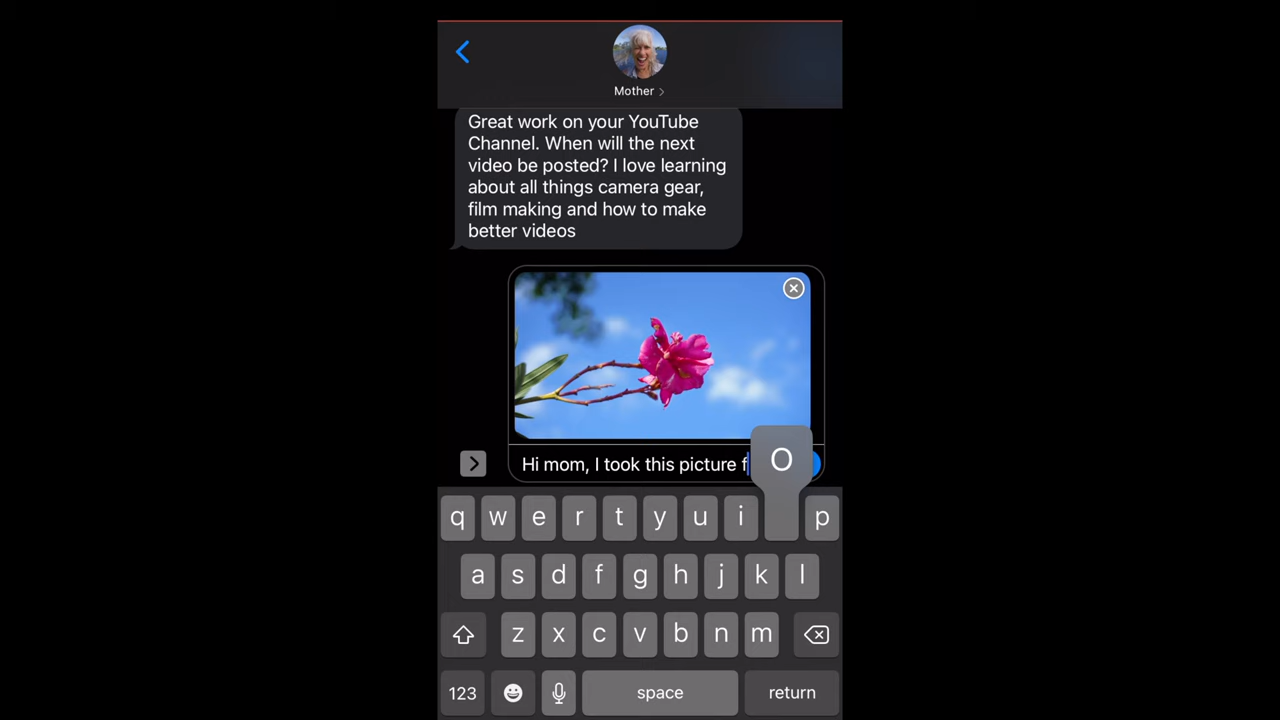 Mother
Great work on your YouTube
Channel. When will the next
video be posted? I love learning
about all things camera gear,
film making and how to make
better videos
Hi mom, I took this picture f
O
q w e r t y u i p
a s d f g h j k l
z x c v b n m
123 space return